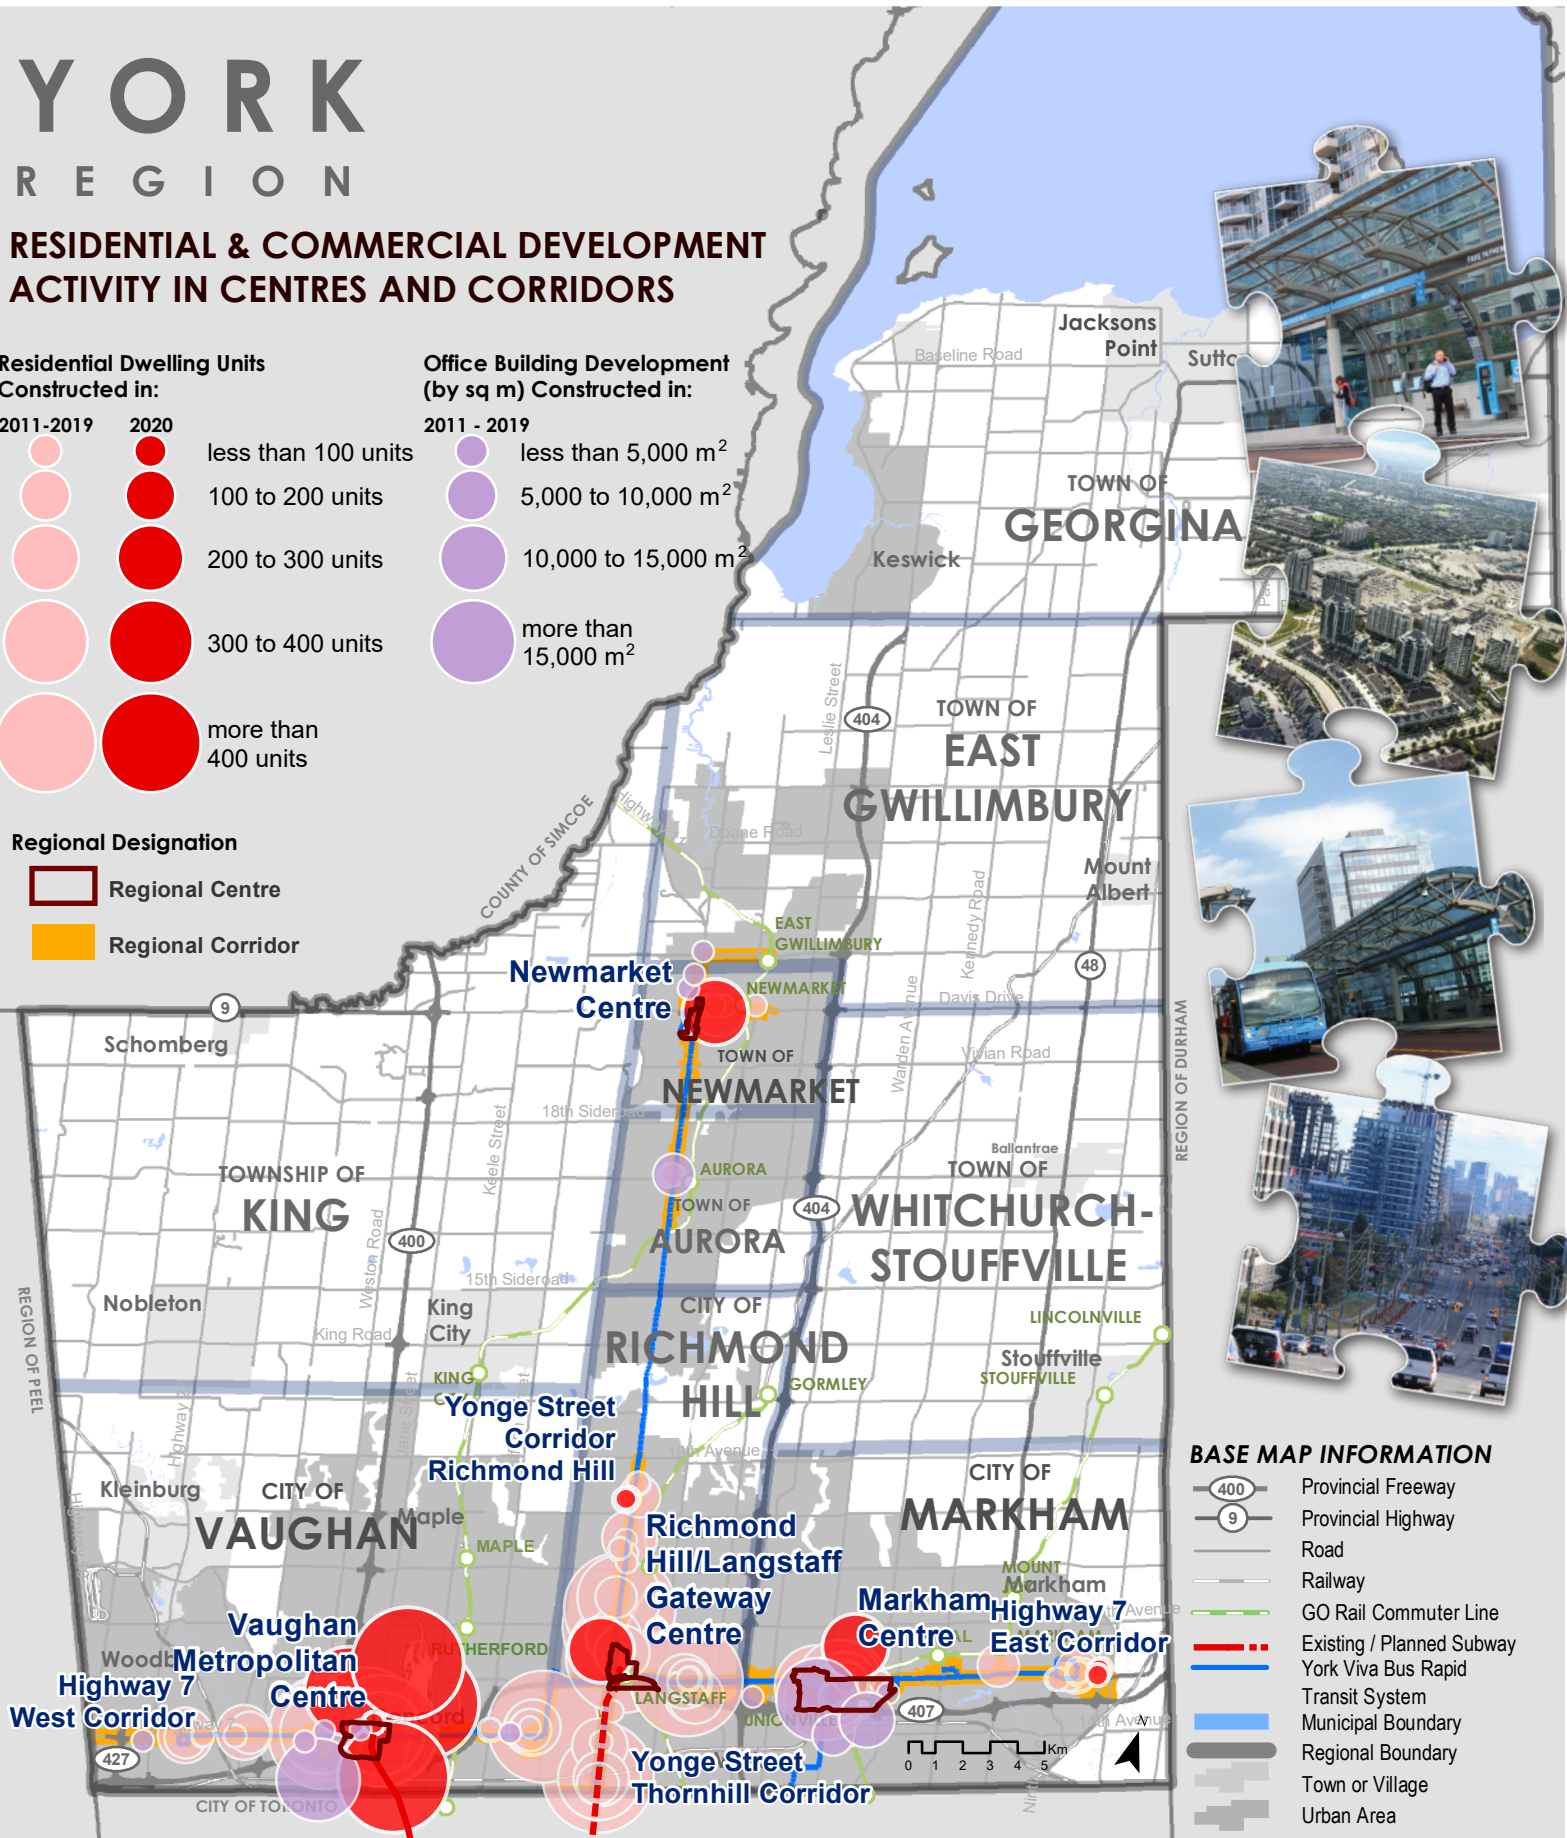 YORK
REGION
RESIDENTIAL & COMMERCIAL DEVELOPMENT
ACTIVITY IN CENTRES AND CORRIDORS
Residential Dwelling Units
Constructed in:
2011-2019 2020
less than 100 units
100 to 200 units
200 to 300 units
300 to 400 units
more than
400 units
Office Building Development
(by sq m) Constructed in:
2011 - 2019
less than 5,000 m²
5,000 to 10,000 m²
10,000 to 15,000 m²
more than
15,000 m²
Regional Designation
Regional Centre
Regional Corridor
Jacksons
Point
Baseline Road
TOWN OF
GEORGINA
Keswick
Leslie Street
404
TOWN OF
EAST
GWILLIMBURY
Doane Road
COUNTY OF SIMCOE
Mount
Albert
Kennedy Road
48
EAST
GWILLIMBURY
Newmarket
Centre
NEWMARKET
Davis Drive
Warden Avenue
Vivian Road
REGION OF DURHAM
9
Schomberg
TOWN OF
NEWMARKET
18th Sideroad
Keele Street
Ballantrae
TOWN OF
WHITCHURCH-
STOUFFVILLE
AURORA
TOWN OF
AURORA
404
TOWNSHIP OF
KING
400
Weston Road
15th Sideroad
Nobleton
King
City
King Road
REGION OF PEEL
CITY OF
RICHMOND
HILL
LINCOLNVILLE
Stouffville
STOUFFVILLE
GORMLEY
KING
Yonge Street
Corridor
Richmond Hill
19th Avenue
Jane Street
Kleinburg
CITY OF
VAUGHAN
Maple
MAPLE
CITY OF
MARKHAM
Richmond
Hill/Langstaff
Gateway
Centre
MOUNT
Markham
Markham
Centre
Highway 7
East Corridor
Vaughan
Metropolitan
Centre
RUTHERFORD
Highway 7
West Corridor
Concord
LANGSTAFF
UNIONVILLE
407
14th Avenue
427
Yonge Street
Thornhill Corridor
CITY OF TORONTO
N
Km
0 1 2 3 4 5
BASE MAP INFORMATION
400 Provincial Freeway
9 Provincial Highway
Road
Railway
GO Rail Commuter Line
Existing / Planned Subway
York Viva Bus Rapid
Transit System
Municipal Boundary
Regional Boundary
Town or Village
Urban Area